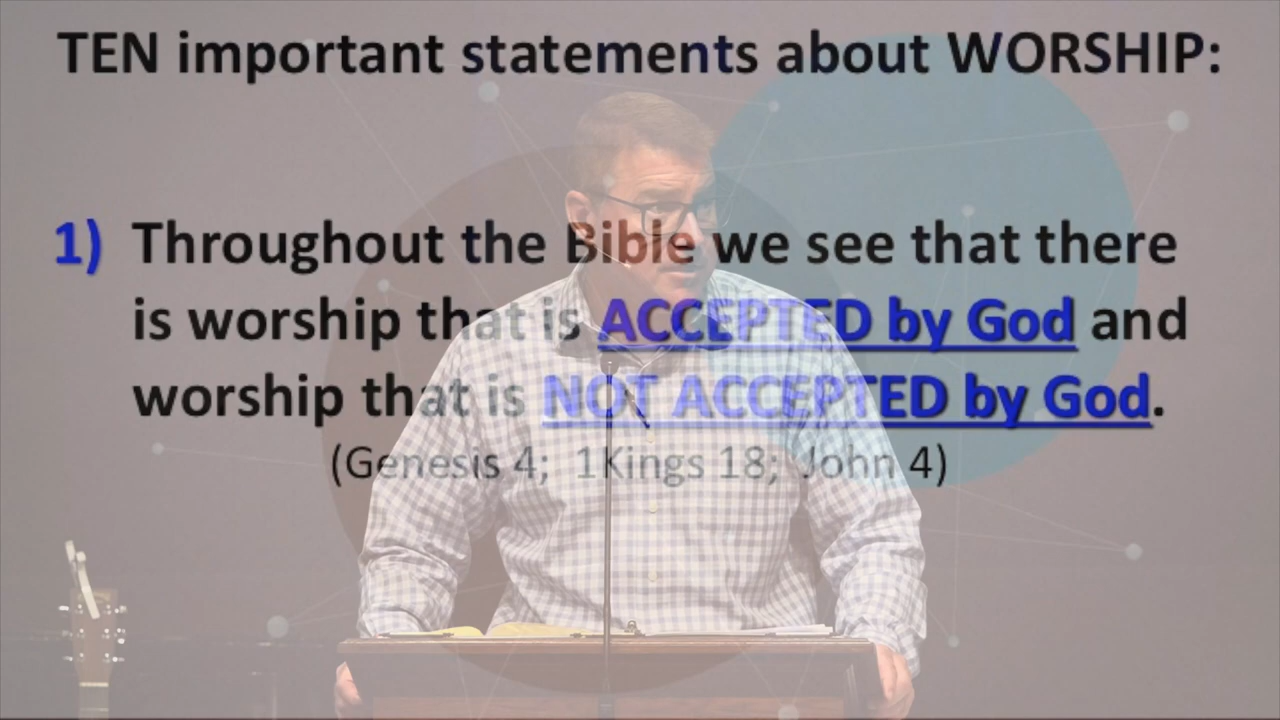 TEN important statements about WORSHIP:
1) Throughout the Bible we see that there
is worship that is ACCEPTED by God and
worship that is NOT ACCEPTED by God.
(Genesis 4; 1Kings 18; John 4)